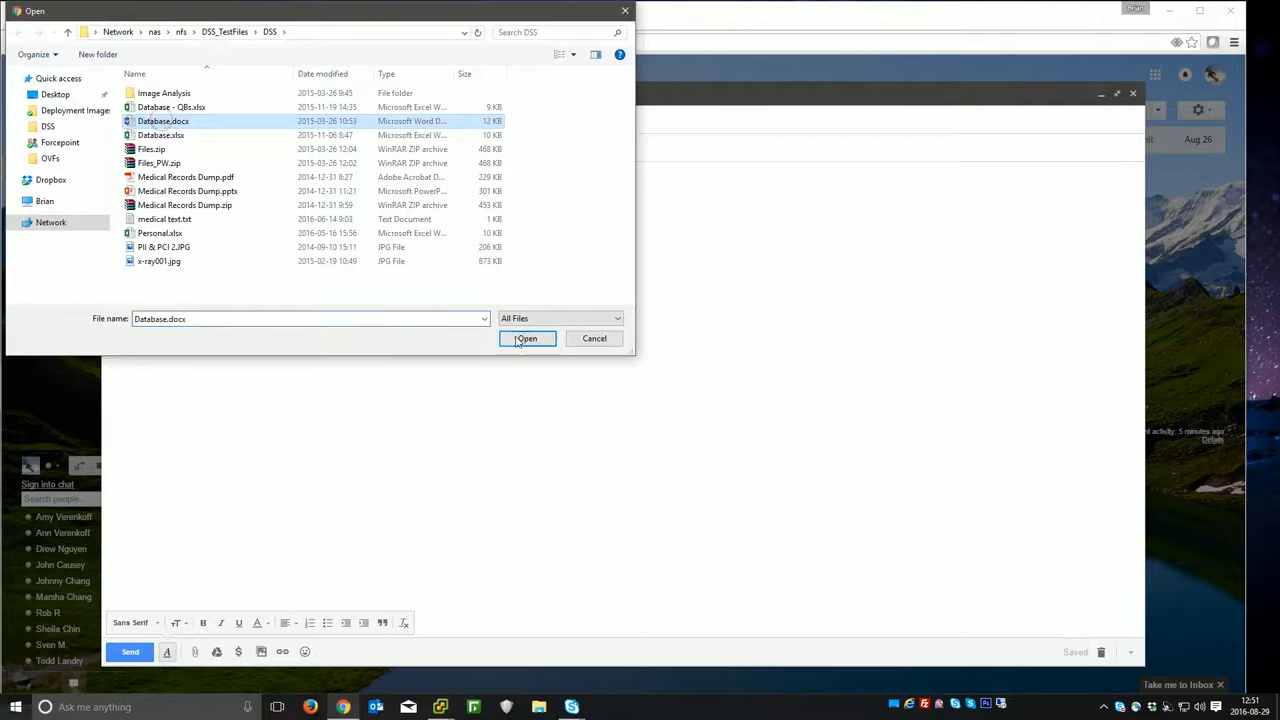 Open
Brian
Network nas nfs DSS_TestFiles DSS
Search DSS
Organize
New folder
Name Date modified Type Size
Quick access
Desktop
Deployment Image
DSS
Forcepoint
OVFs
Dropbox
Brian
Network
Image Analysis 2015-03-26 9:45 File folder
Database - QBs.xlsx 2015-11-19 14:35 Microsoft Excel W... 9 KB
Database.docx 2015-03-26 10:53 Microsoft Word D... 12 KB
Database.xlsx 2015-11-06 8:47 Microsoft Excel W... 10 KB
Files.zip 2015-03-26 12:04 WinRAR ZIP archive 468 KB
Files_PW.zip 2015-03-26 12:02 WinRAR ZIP archive 468 KB
Medical Records Dump.pdf 2014-12-31 8:27 Adobe Acrobat D... 229 KB
Medical Records Dump.pptx 2014-12-31 11:21 Microsoft PowerP... 301 KB
Medical Records Dump.zip 2014-12-31 9:59 WinRAR ZIP archive 453 KB
medical text.txt 2016-06-14 9:03 Text Document 1 KB
Personal.xlsx 2016-05-16 15:56 Microsoft Excel W... 10 KB
PII & PCI 2.JPG 2014-09-10 15:11 JPG File 206 KB
x-ray001.jpg 2015-02-19 10:49 JPG File 873 KB
File name: Database.docx All Files
Open Cancel
Aug 26
t activity: 5 minutes ago
Details
Sign into chat
Search people...
Amy Verenkoff
Ann Verenkoff
Drew Nguyen
John Causey
Johnny Chang
Marsha Chang
Rob R
Sheila Chin
Sven M.
Todd Landry
Sans Serif
Send
Saved
Take me to Inbox
Ask me anything
12:51
2016-08-29